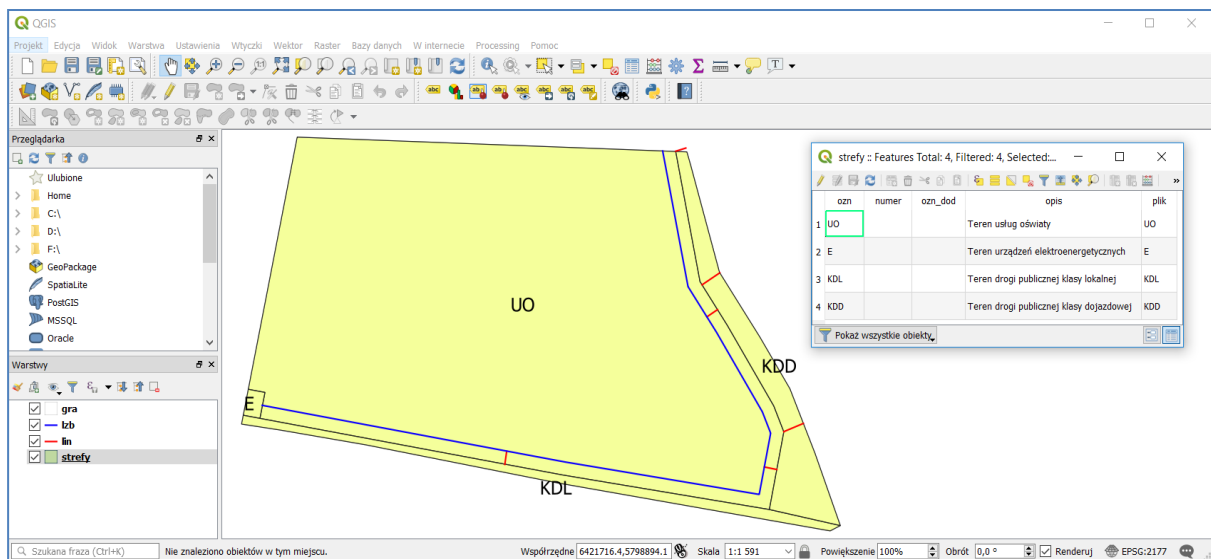 QGIS
Projekt Edycja Widok Warstwa Ustawienia Wtyczki Wektor Raster Bazy danych W internecie Processing Pomoc
Przeglądarka
Ulubione
Home
C:\
D:\
F:\
GeoPackage
SpatiaLite
PostGIS
MSSQL
Oracle
Warstwy
gra
lzb
lin
strefy
UO
E
KDL
KDD
strefy :: Features Total: 4, Filtered: 4, Selected:...
ozn numer ozn_dod opis plik
1 UO Teren usług oświaty UO
2 E Teren urządzeń elektroenergetycznych E
3 KDL Teren drogi publicznej klasy lokalnej KDL
4 KDD Teren drogi publicznej klasy dojazdowej KDD
Pokaż wszystkie obiekty
Szukana fraza (Ctrl+K) Nie znaleziono obiektów w tym miejscu. Współrzędne 6421716.4,5798894.1 Skala 1:1 591 Powiększenie 100% Obrót 0,0 ° Renderuj EPSG:2177